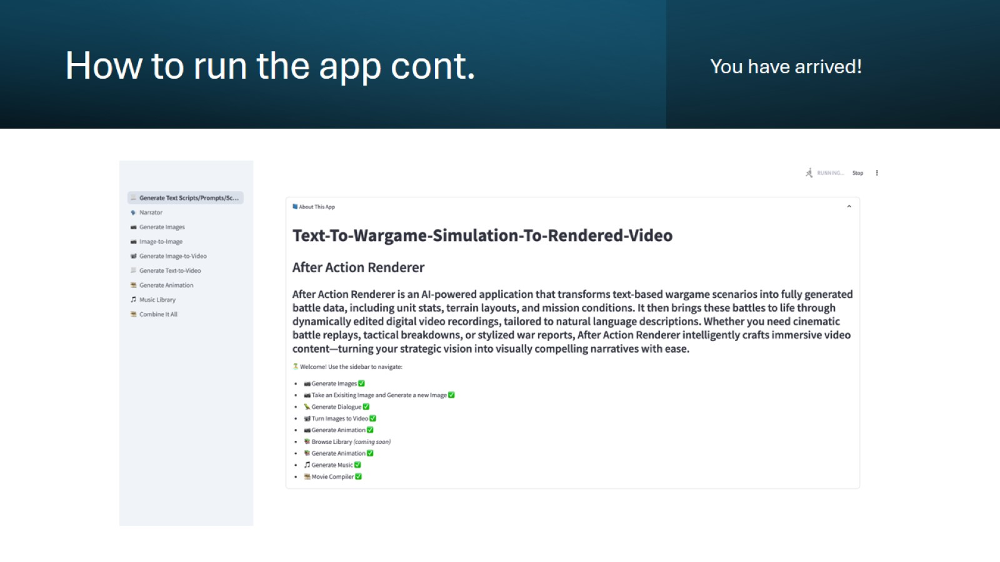 How to run the app cont.
You have arrived!
RUNNING... Stop
Generate Text Scripts/Prompts/Sc...
Narrator
Generate Images
Image-to-Image
Generate Image-to-Video
Generate Text-to-Video
Generate Animation
Music Library
Combine It All
About This App
Text-To-Wargame-Simulation-To-Rendered-Video
After Action Renderer
After Action Renderer is an AI-powered application that transforms text-based wargame scenarios into fully generated
battle data, including unit stats, terrain layouts, and mission conditions. It then brings these battles to life through
dynamically edited digital video recordings, tailored to natural language descriptions. Whether you need cinematic
battle replays, tactical breakdowns, or stylized war reports, After Action Renderer intelligently crafts immersive video
content—turning your strategic vision into visually compelling narratives with ease.
Welcome! Use the sidebar to navigate:
• Generate Images
• Take an Exisiting Image and Generate a new Image
• Generate Dialogue
• Turn Images to Video
• Generate Animation
• Browse Library (coming soon)
• Generate Animation
• Generate Music
• Movie Compiler